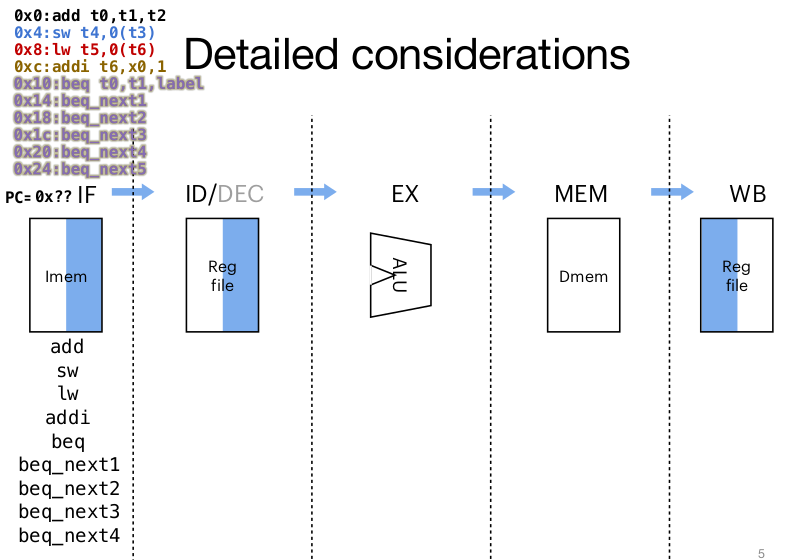 0x0:add t0,t1,t2
0x4:sw t4,0(t3)
0x8:lw t5,0(t6)
0xc:addi t6,x0,1
0x10:beq t0,t1,label
0x14:beq_next1
0x18:beq_next2
0x1c:beq_next3
0x20:beq_next4
0x24:beq_next5
Detailed considerations
PC= 0x?? IF
ID/DEC
EX
MEM
WB
Imem
Reg
file
ALU
Dmem
Reg
file
add
sw
lw
addi
beq
beq_next1
beq_next2
beq_next3
beq_next4
5